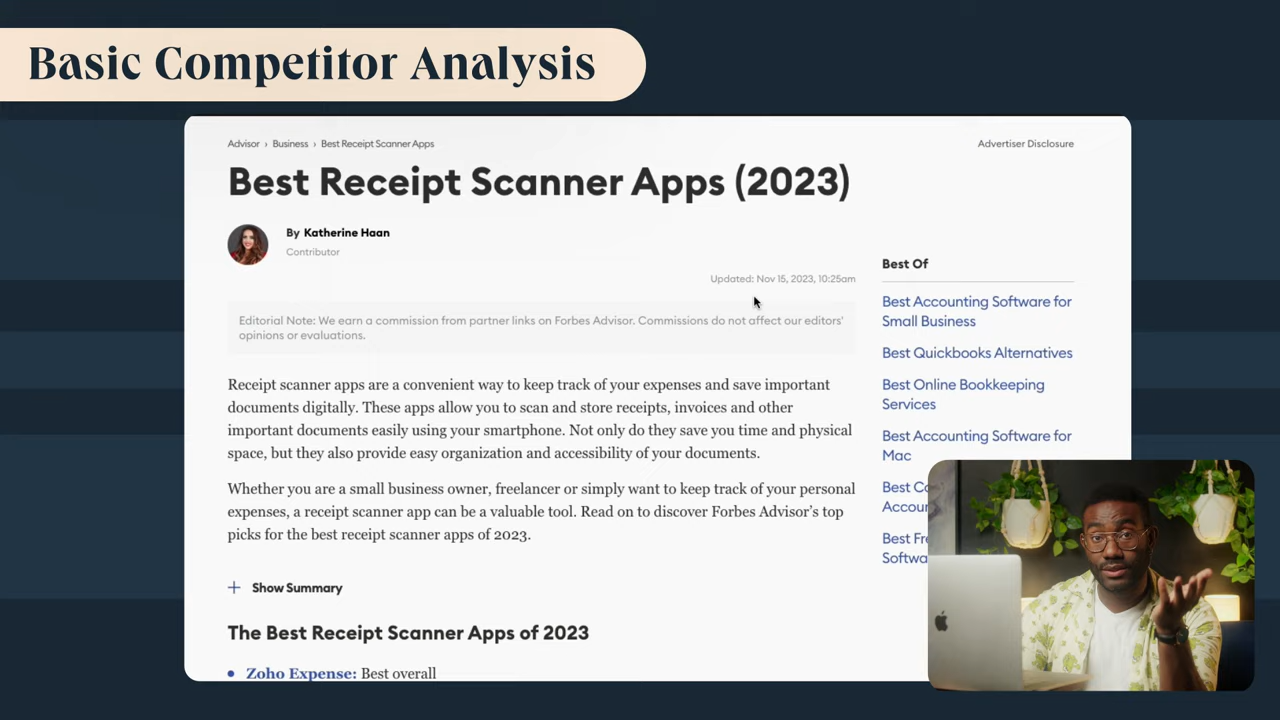 Basic Competitor Analysis
Advisor › Business › Best Receipt Scanner Apps
Advertiser Disclosure
Best Receipt Scanner Apps (2023)
By Katherine Haan
Contributor
Updated: Nov 15, 2023, 10:25am
Editorial Note: We earn a commission from partner links on Forbes Advisor. Commissions do not affect our editors'
opinions or evaluations.
Receipt scanner apps are a convenient way to keep track of your expenses and save important
documents digitally. These apps allow you to scan and store receipts, invoices and other
important documents easily using your smartphone. Not only do they save you time and physical
space, but they also provide easy organization and accessibility of your documents.
Whether you are a small business owner, freelancer or simply want to keep track of your personal
expenses, a receipt scanner app can be a valuable tool. Read on to discover Forbes Advisor’s top
picks for the best receipt scanner apps of 2023.
+ Show Summary
The Best Receipt Scanner Apps of 2023
• Zoho Expense: Best overall
Best Of
Best Accounting Software for
Small Business
Best Quickbooks Alternatives
Best Online Bookkeeping
Services
Best Accounting Software for
Mac
Best
Best